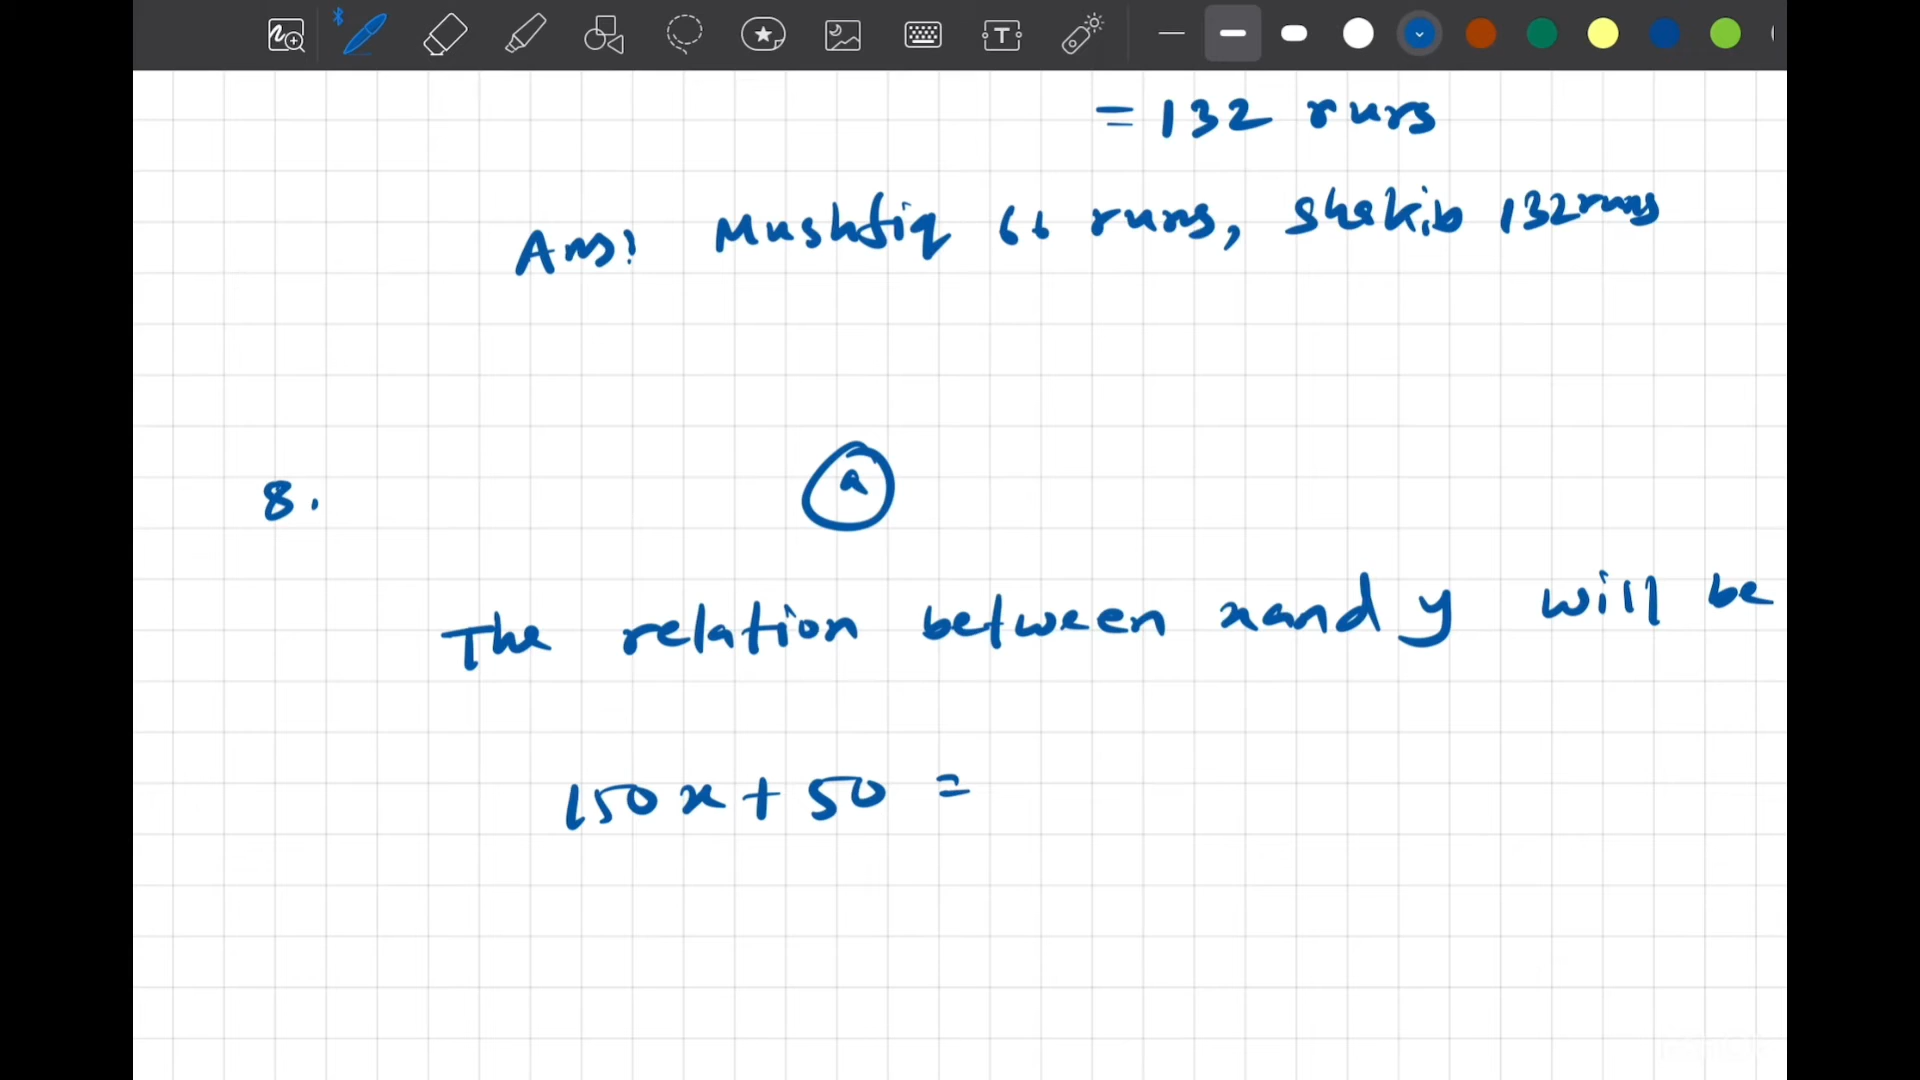 = 132 runs
Ans: Mushfiq 66 runs, Shakib 132 runs
8.
a
The relation between x and y will be
150x + 50 =